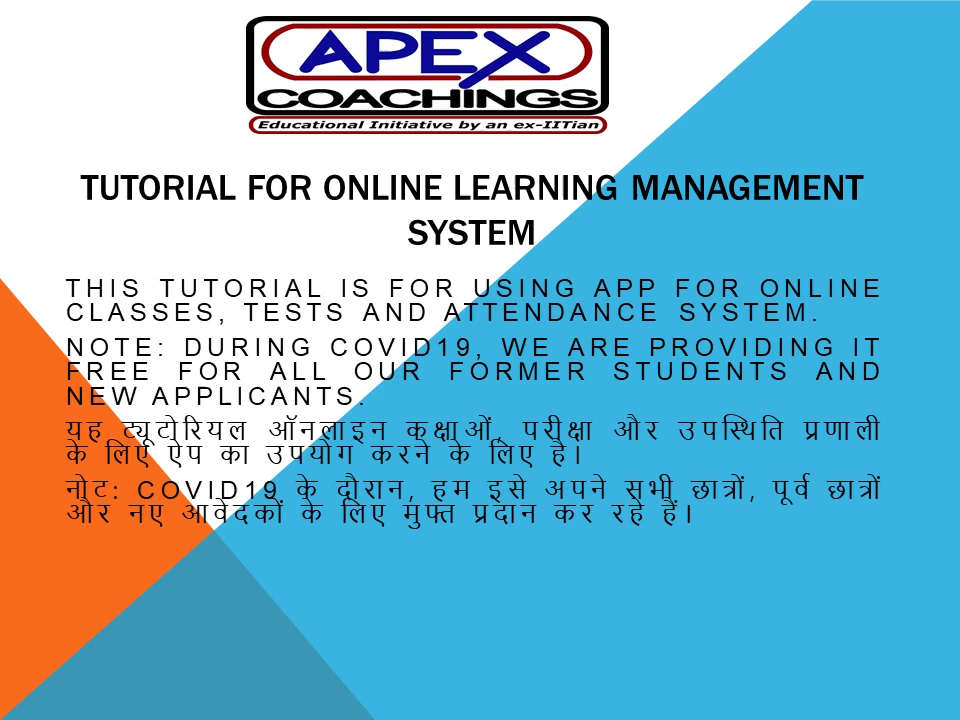 APEX
COACHINGS
Educational Initiative by an ex-IITian
TUTORIAL FOR ONLINE LEARNING MANAGEMENT
SYSTEM
THIS TUTORIAL IS FOR USING APP FOR ONLINE
CLASSES, TESTS AND ATTENDANCE SYSTEM.
NOTE: DURING COVID19, WE ARE PROVIDING IT
FREE FOR ALL OUR FORMER STUDENTS AND
NEW APPLICANTS.
यह ट्यूटोरियल ऑनलाइन कक्षाओं, परीक्षा और उपस्थिति प्रणाली
के लिए ऐप का उपयोग करने के लिए है।
नोट: COVID19 के दौरान, हम इसे अपने सभी छात्रों, पूर्व छात्रों
और नए आवेदकों के लिए मुफ्त प्रदान कर रहे हैं।